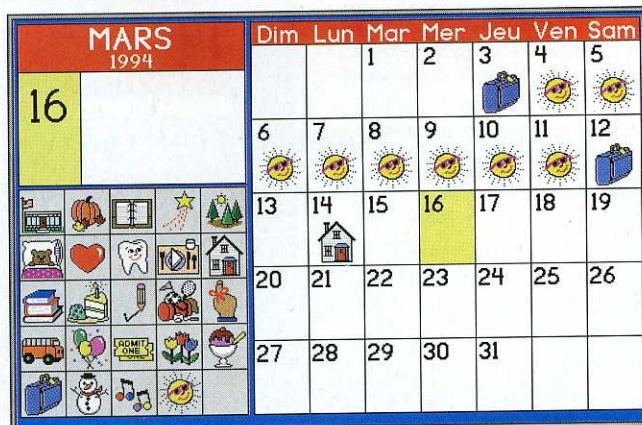 MARS
1994
16
Dim Lun Mar Mer Jeu Ven Sam
1 2 3 4 5
6 7 8 9 10 11 12
13 14 15 16 17 18 19
20 21 22 23 24 25 26
27 28 29 30 31
ADMIT
ONE